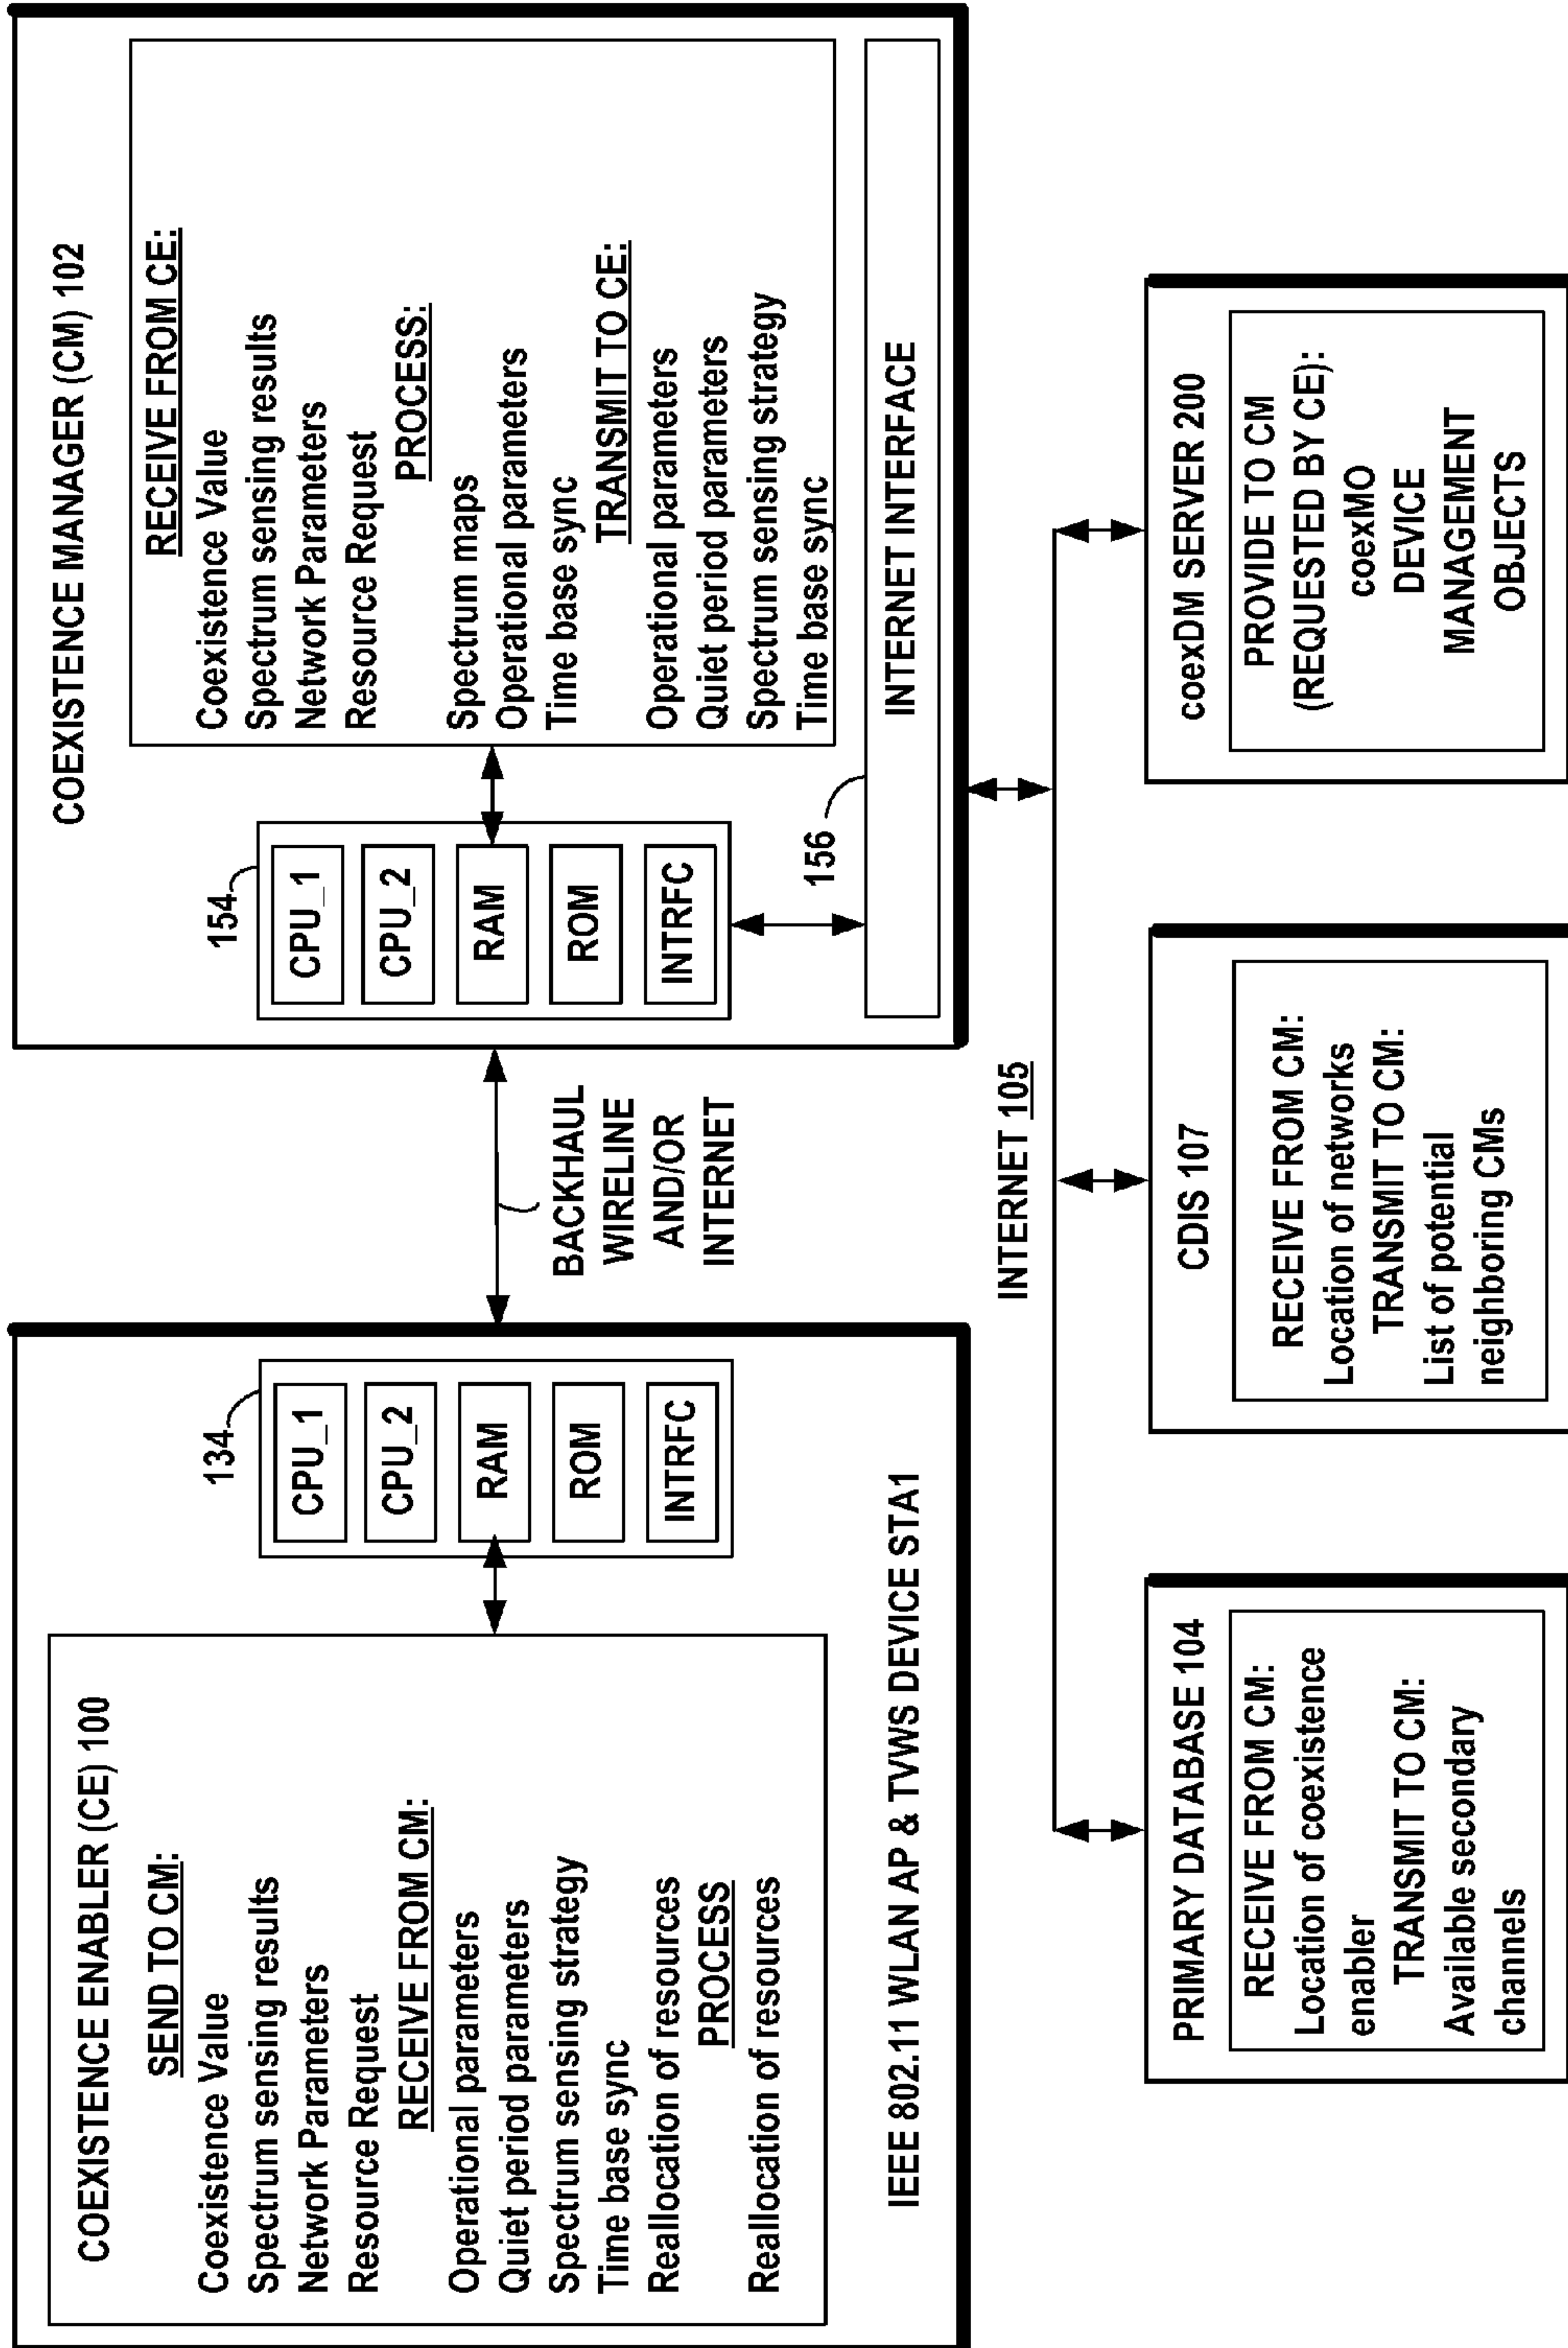 COEXISTENCE ENABLER (CE) 100
SEND TO CM:
Coexistence Value
Spectrum sensing results
Network Parameters
Resource Request
RECEIVE FROM CM:
Operational parameters
Quiet period parameters
Spectrum sensing strategy
Time base sync
Reallocation of resources
PROCESS
Reallocation of resources
IEEE 802.11 WLAN AP & TVWS DEVICE STA1
134
CPU_1
CPU_2
RAM
ROM
INTRFC
BACKHAUL
WIRELINE
AND/OR
INTERNET
COEXISTENCE MANAGER (CM) 102
154
CPU_1
CPU_2
RAM
ROM
INTRFC
RECEIVE FROM CE:
Coexistence Value
Spectrum sensing results
Network Parameters
Resource Request
PROCESS:
Spectrum maps
Operational parameters
Time base sync
TRANSMIT TO CE:
Operational parameters
Quiet period parameters
Spectrum sensing strategy
Time base sync
156
INTERNET INTERFACE
INTERNET 105
PRIMARY DATABASE 104
RECEIVE FROM CM:
Location of coexistence
enabler
TRANSMIT TO CM:
Available secondary
channels
CDIS 107
RECEIVE FROM CM:
Location of networks
TRANSMIT TO CM:
List of potential
neighboring CMs
coexDM SERVER 200
PROVIDE TO CM
(REQUESTED BY CE):
coexMO
DEVICE
MANAGEMENT
OBJECTS